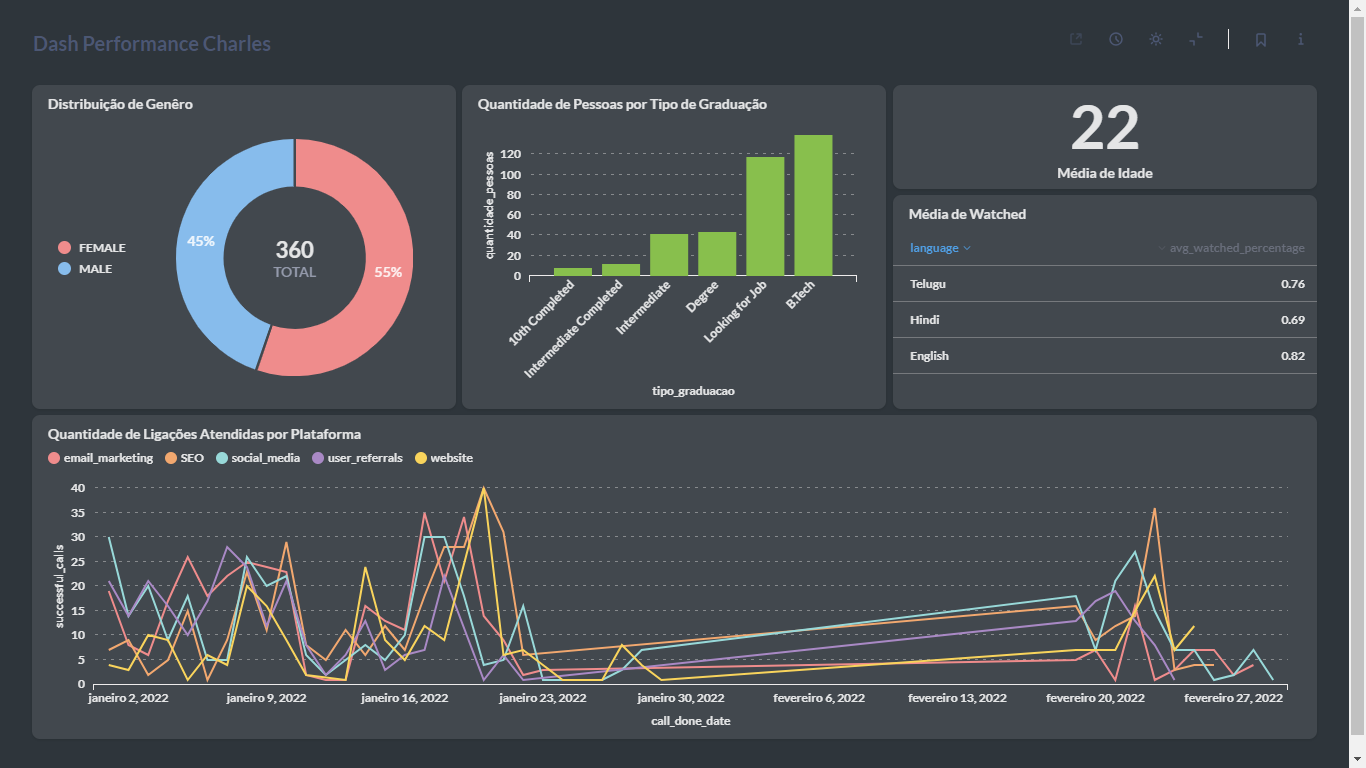 Dash Performance Charles
Distribuição de Genêro
FEMALE
MALE
45%
360
TOTAL
55%
Quantidade de Pessoas por Tipo de Graduação
quantidade_pessoas
120
100
80
60
40
20
0
10th Completed
Intermediate Completed
Intermediate
Degree
Looking for Job
B.Tech
tipo_graduacao
22
Média de Idade
Média de Watched
language avg_watched_percentage
Telugu 0.76
Hindi 0.69
English 0.82
Quantidade de Ligações Atendidas por Plataforma
email_marketing SEO social_media user_referrals website
successful_calls
40
35
30
25
20
15
10
5
0
janeiro 2, 2022 janeiro 9, 2022 janeiro 16, 2022 janeiro 23, 2022 janeiro 30, 2022 fevereiro 6, 2022 fevereiro 13, 2022 fevereiro 20, 2022 fevereiro 27, 2022
call_done_date